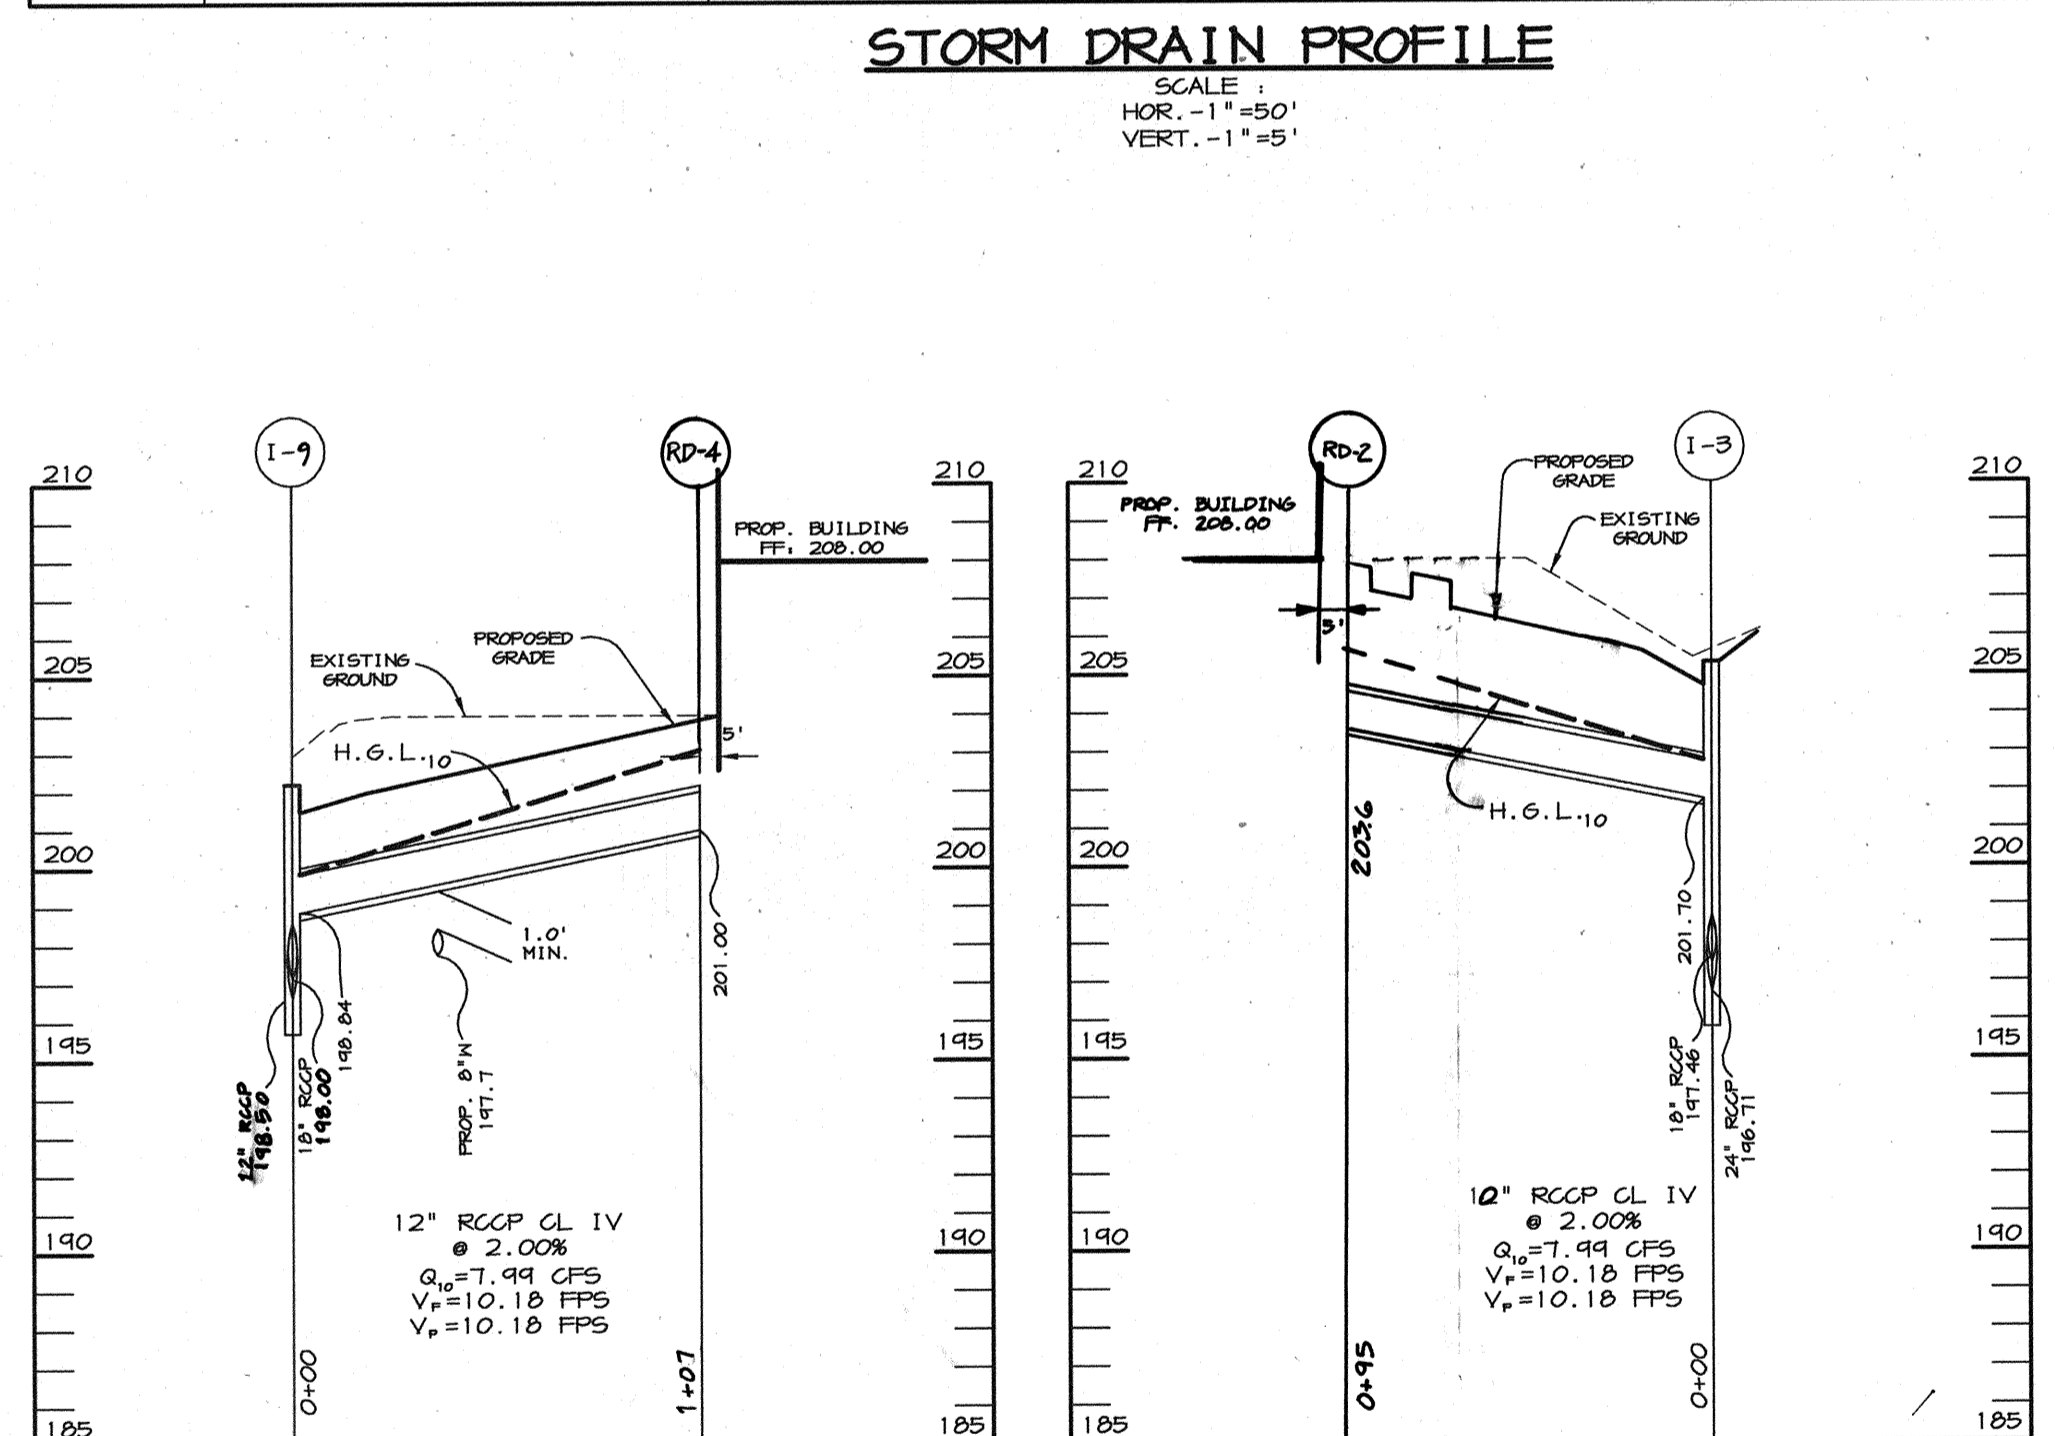 STORM DRAIN PROFILE
SCALE :
HOR.-1"=50'
VERT.-1"=5'
I-9
RD-4
210
205
200
195
190
185
210
205
200
195
190
185
PROP. BUILDING
FF: 208.00
EXISTING
GROUND
PROPOSED
GRADE
H.G.L.10
5'
1.0'
MIN.
201.00
198.84
18" RCCP
198.00
12" RCCP
198.50
PROP. 8"W
197.7
12" RCCP CL IV
@ 2.00%
Q10=7.99 CFS
VF=10.18 FPS
VP=10.18 FPS
0+00
1+07
RD-2
I-3
210
205
200
195
190
185
210
205
200
195
190
185
PROP. BUILDING
FF. 208.00
PROPOSED
GRADE
EXISTING
GROUND
5'
H.G.L.10
203.6
201.70
18" RCCP
197.46
24" RCCP
196.71
10" RCCP CL IV
@ 2.00%
Q10=7.99 CFS
VF=10.18 FPS
VP=10.18 FPS
0+95
0+00